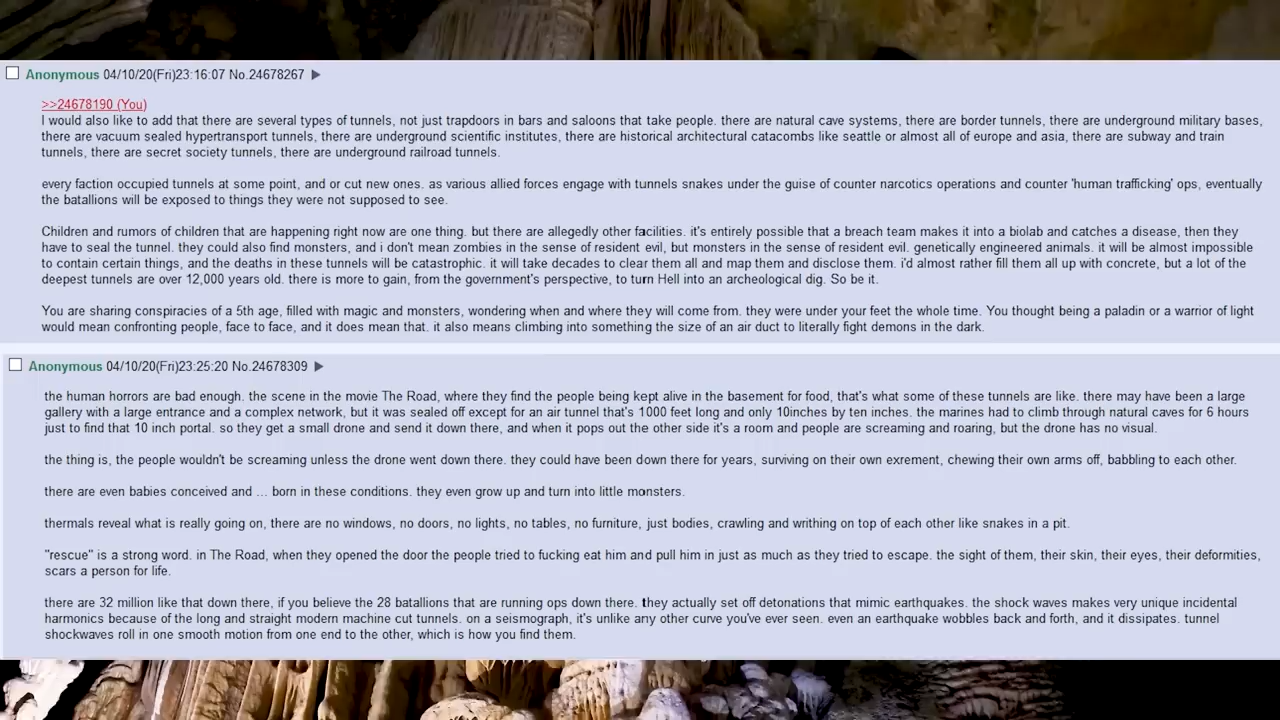 Anonymous 04/10/20(Fri)23:16:07 No.24678267 ▶
>>24678190 (You)
I would also like to add that there are several types of tunnels, not just trapdoors in bars and saloons that take people. there are natural cave systems, there are border tunnels, there are underground military bases,
there are vacuum sealed hypertransport tunnels, there are underground scientific institutes, there are historical architectural catacombs like seattle or almost all of europe and asia, there are subway and train
tunnels, there are secret society tunnels, there are underground railroad tunnels.
every faction occupied tunnels at some point, and or cut new ones. as various allied forces engage with tunnels snakes under the guise of counter narcotics operations and counter 'human trafficking' ops, eventually
the batallions will be exposed to things they were not supposed to see.
Children and rumors of children that are happening right now are one thing. but there are allegedly other facilities. it's entirely possible that a breach team makes it into a biolab and catches a disease, then they
have to seal the tunnel. they could also find monsters, and i don't mean zombies in the sense of resident evil, but monsters in the sense of resident evil. genetically engineered animals. it will be almost impossible
to contain certain things, and the deaths in these tunnels will be catastrophic. it will take decades to clear them all and map them and disclose them. i'd almost rather fill them all up with concrete, but a lot of the
deepest tunnels are over 12,000 years old. there is more to gain, from the government's perspective, to turn Hell into an archeological dig. So be it.
You are sharing conspiracies of a 5th age, filled with magic and monsters, wondering when and where they will come from. they were under your feet the whole time. You thought being a paladin or a warrior of light
would mean confronting people, face to face, and it does mean that. it also means climbing into something the size of an air duct to literally fight demons in the dark.
Anonymous 04/10/20(Fri)23:25:20 No.24678309 ▶
the human horrors are bad enough. the scene in the movie The Road, where they find the people being kept alive in the basement for food, that's what some of these tunnels are like. there may have been a large
gallery with a large entrance and a complex network, but it was sealed off except for an air tunnel that's 1000 feet long and only 10inches by ten inches. the marines had to climb through natural caves for 6 hours
just to find that 10 inch portal. so they get a small drone and send it down there, and when it pops out the other side it's a room and people are screaming and roaring, but the drone has no visual.
the thing is, the people wouldn't be screaming unless the drone went down there. they could have been down there for years, surviving on their own exrement, chewing their own arms off, babbling to each other.
there are even babies conceived and ... born in these conditions. they even grow up and turn into little monsters.
thermals reveal what is really going on, there are no windows, no doors, no lights, no tables, no furniture, just bodies, crawling and writhing on top of each other like snakes in a pit.
"rescue" is a strong word. in The Road, when they opened the door the people tried to fucking eat him and pull him in just as much as they tried to escape. the sight of them, their skin, their eyes, their deformities,
scars a person for life.
there are 32 million like that down there, if you believe the 28 batallions that are running ops down there. they actually set off detonations that mimic earthquakes. the shock waves makes very unique incidental
harmonics because of the long and straight modern machine cut tunnels. on a seismograph, it's unlike any other curve you've ever seen. even an earthquake wobbles back and forth, and it dissipates. tunnel
shockwaves roll in one smooth motion from one end to the other, which is how you find them.